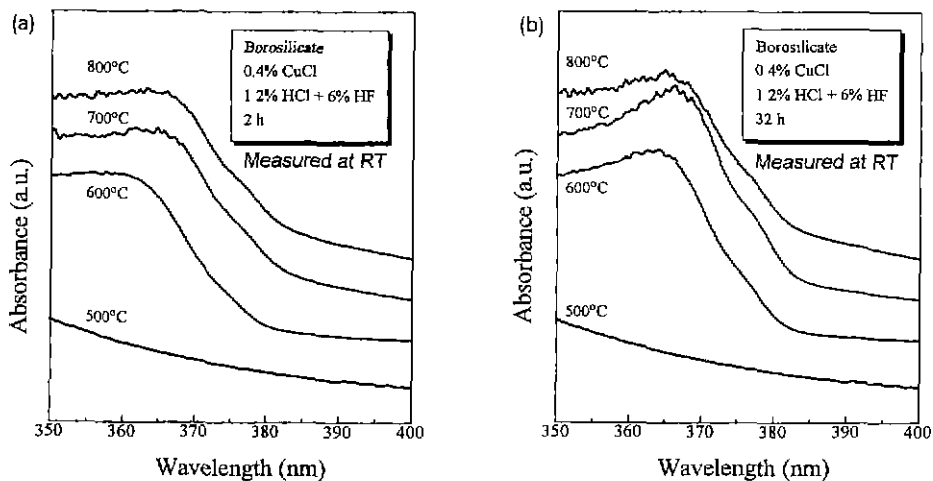 (a)
Borosilicate
0.4% CuCl
1 2% HCl + 6% HF
2 h
Measured at RT
800°C
700°C
600°C
500°C
Absorbance (a.u.)
350 360 370 380 390 400
Wavelength (nm)
(b)
Borosilicate
0 4% CuCl
1 2% HCl + 6% HF
32 h
Measured at RT
800°C
700°C
600°C
500°C
Absorbance (a.u.)
350 360 370 380 390 400
Wavelength (nm)